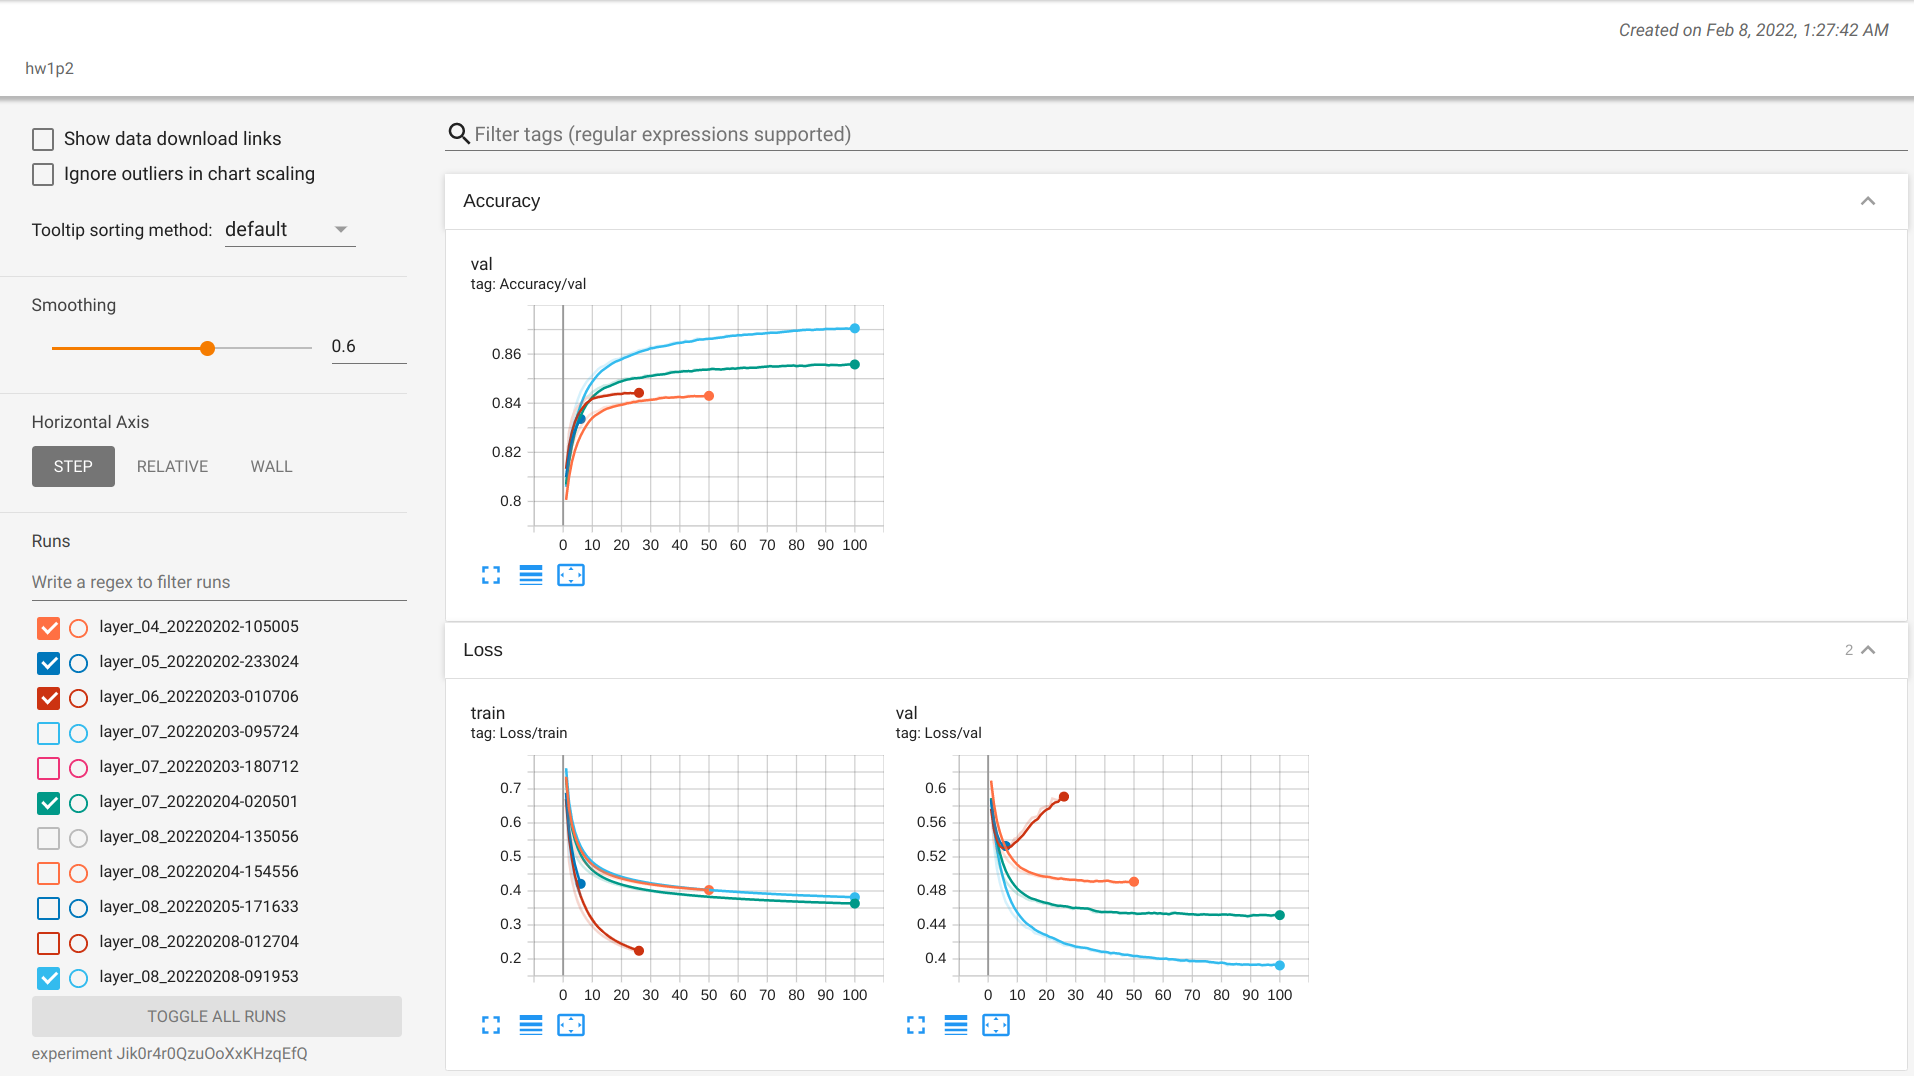 Created on Feb 8, 2022, 1:27:42 AM
hw1p2
Show data download links
Ignore outliers in chart scaling
Tooltip sorting method: default
Smoothing
0.6
Horizontal Axis
STEP RELATIVE WALL
Runs
Write a regex to filter runs
layer_04_20220202-105005
layer_05_20220202-233024
layer_06_20220203-010706
layer_07_20220203-095724
layer_07_20220203-180712
layer_07_20220204-020501
layer_08_20220204-135056
layer_08_20220204-154556
layer_08_20220205-171633
layer_08_20220208-012704
layer_08_20220208-091953
TOGGLE ALL RUNS
experiment Jik0r4r0QzuOoXxKHzqEfQ
Filter tags (regular expressions supported)
Accuracy
val
tag: Accuracy/val
0.86
0.84
0.82
0.8
0 10 20 30 40 50 60 70 80 90 100
Loss 2
train
tag: Loss/train
0.7
0.6
0.5
0.4
0.3
0.2
0 10 20 30 40 50 60 70 80 90 100
val
tag: Loss/val
0.6
0.56
0.52
0.48
0.44
0.4
0 10 20 30 40 50 60 70 80 90 100